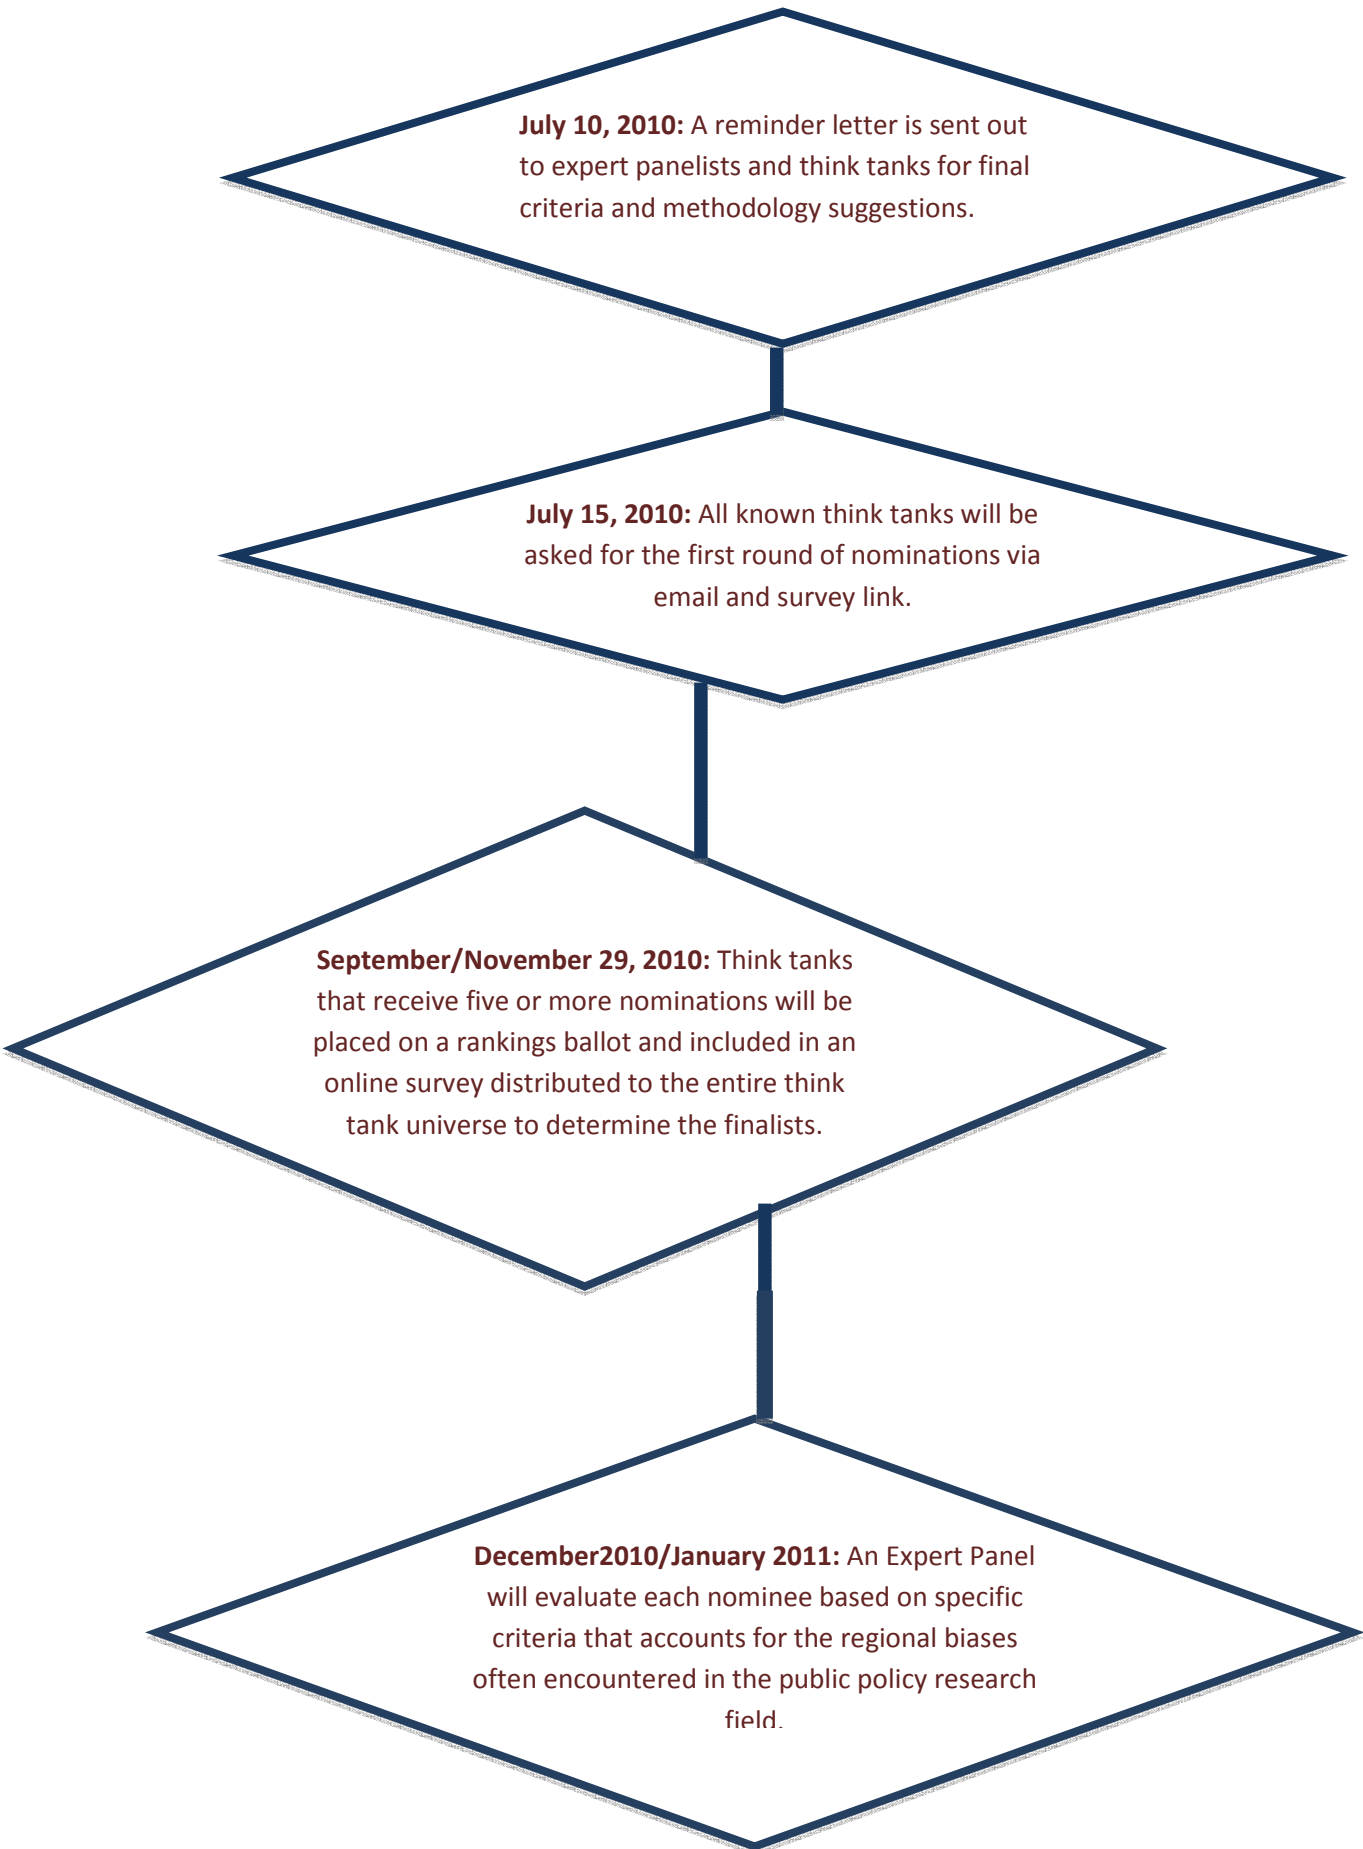 July 10, 2010: A reminder letter is sent out
to expert panelists and think tanks for final
criteria and methodology suggestions.
July 15, 2010: All known think tanks will be
asked for the first round of nominations via
email and survey link.
September/November 29, 2010: Think tanks
that receive five or more nominations will be
placed on a rankings ballot and included in an
online survey distributed to the entire think
tank universe to determine the finalists.
December2010/January 2011: An Expert Panel
will evaluate each nominee based on specific
criteria that accounts for the regional biases
often encountered in the public policy research
field.